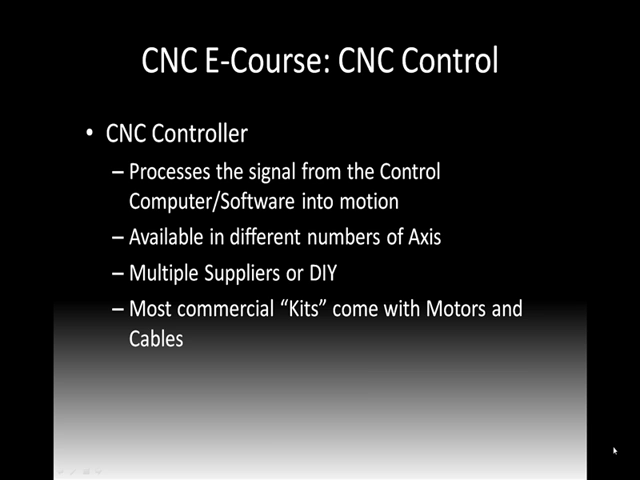 CNC E-Course: CNC Control
• CNC Controller
– Processes the signal from the Control
Computer/Software into motion
– Available in different numbers of Axis
– Multiple Suppliers or DIY
– Most commercial “Kits” come with Motors and
Cables